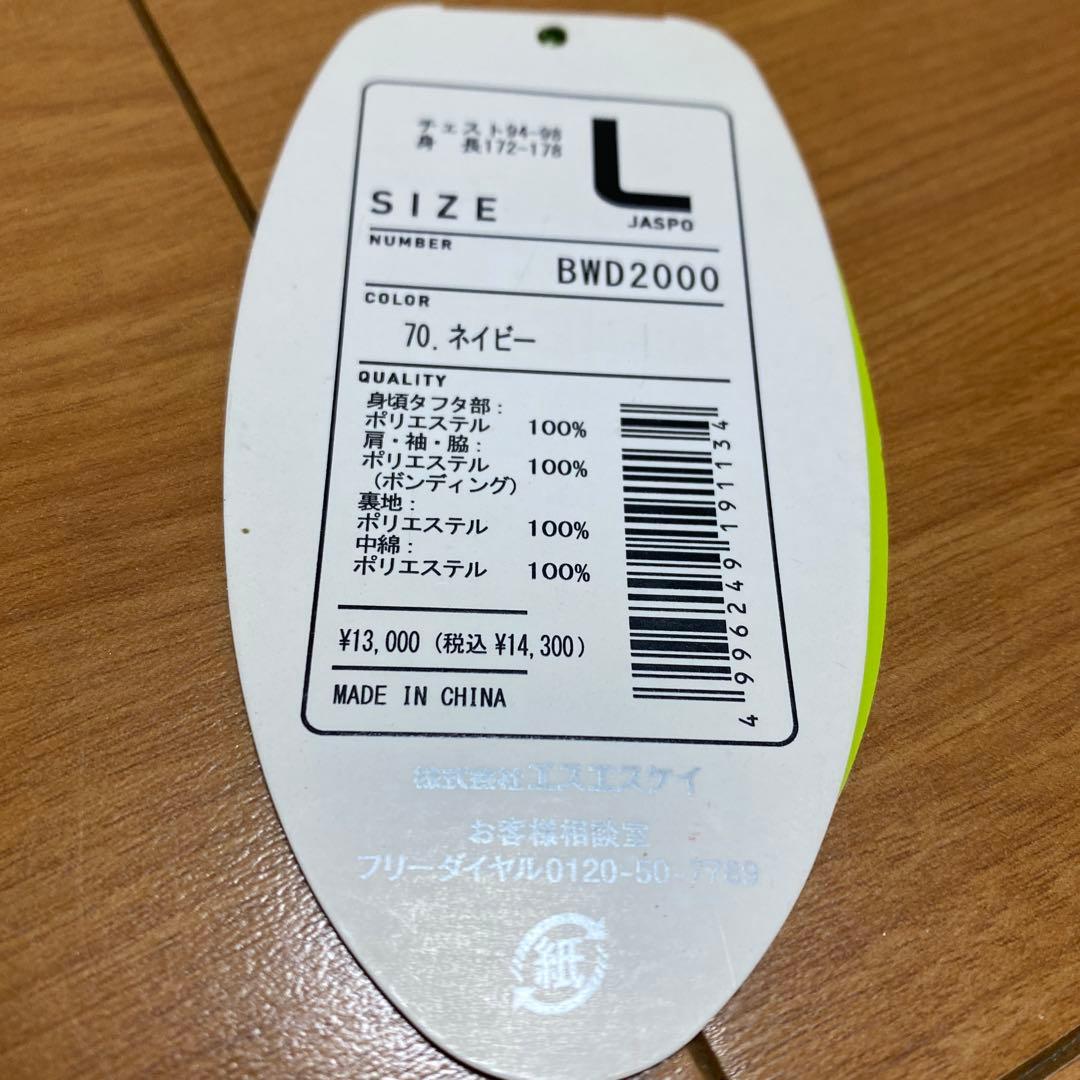 チェスト94-98
身 長172-178
L
SIZE
JASPO
NUMBER
BWD2000
COLOR
70. ネイビー
QUALITY
身頃タフタ部:
ポリエステル 100%
肩・袖・脇:
ポリエステル 100%
(ボンディング)
裏地:
ポリエステル 100%
中綿:
ポリエステル 100%
4996249191134
¥13,000 (税込 ¥14,300)
MADE IN CHINA
株式会社エスエスケイ
お客様相談室
フリーダイヤル0120-50-7789
紙